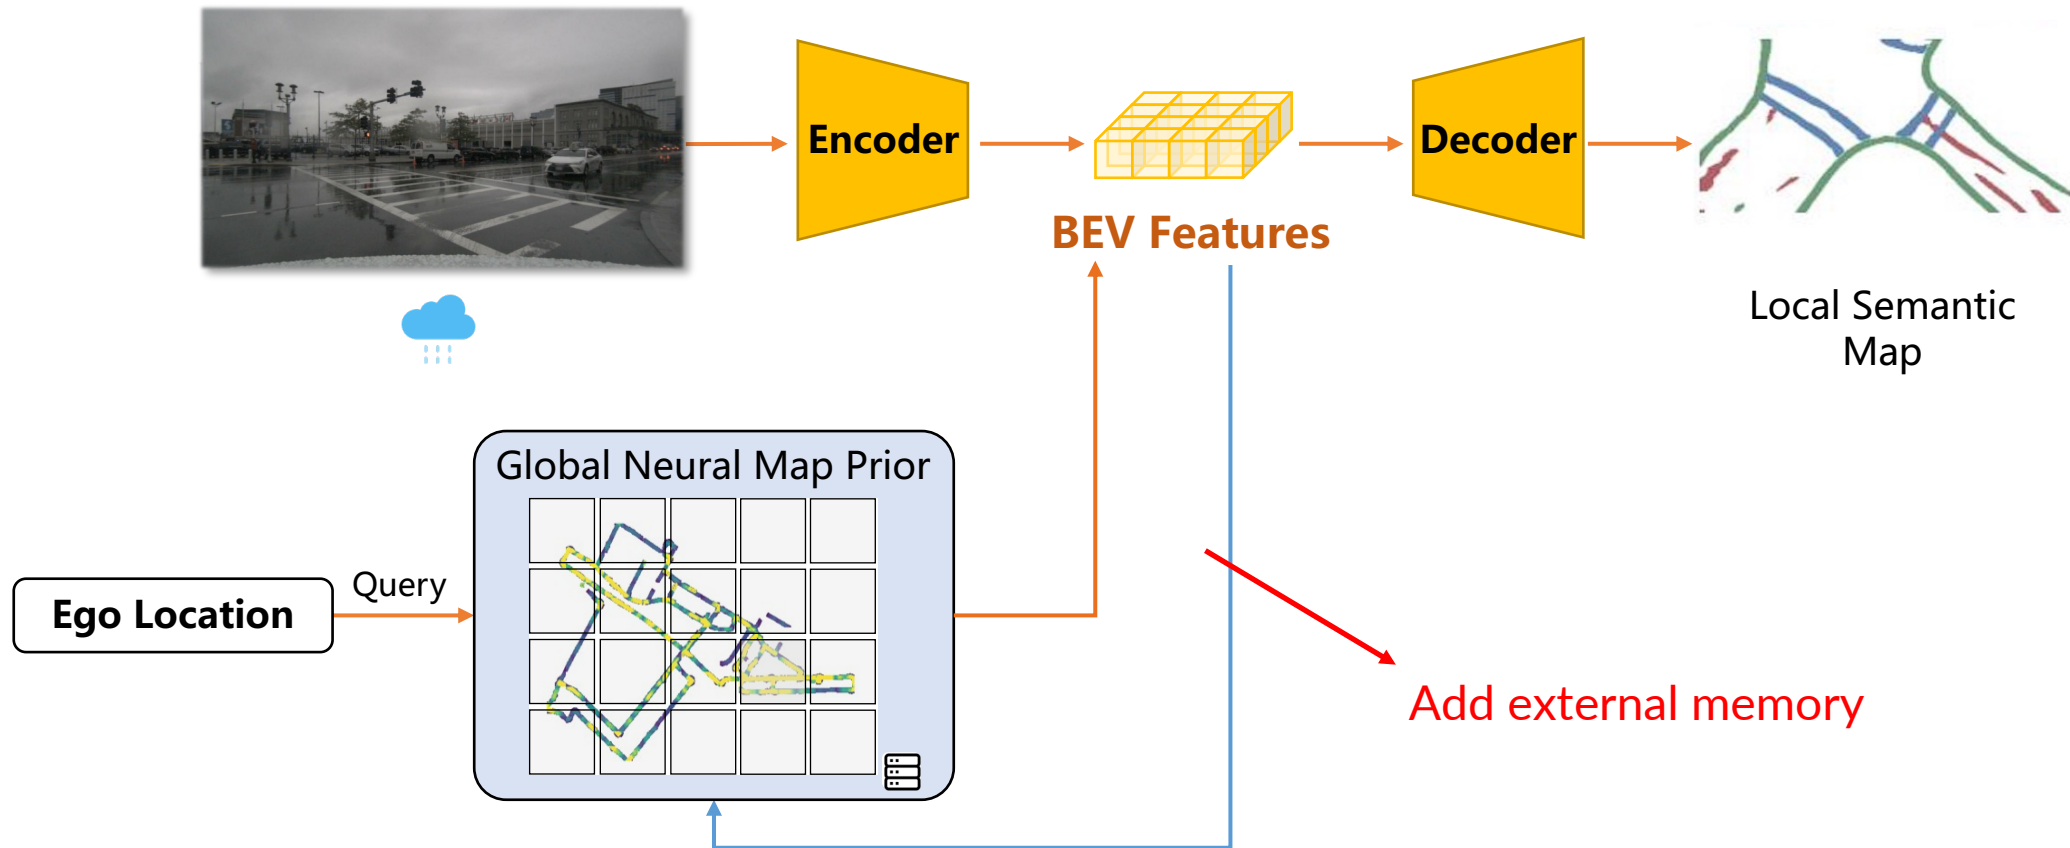 Encoder
Decoder
BEV Features
Local Semantic
Map
Global Neural Map Prior
Query
Ego Location
Add external memory